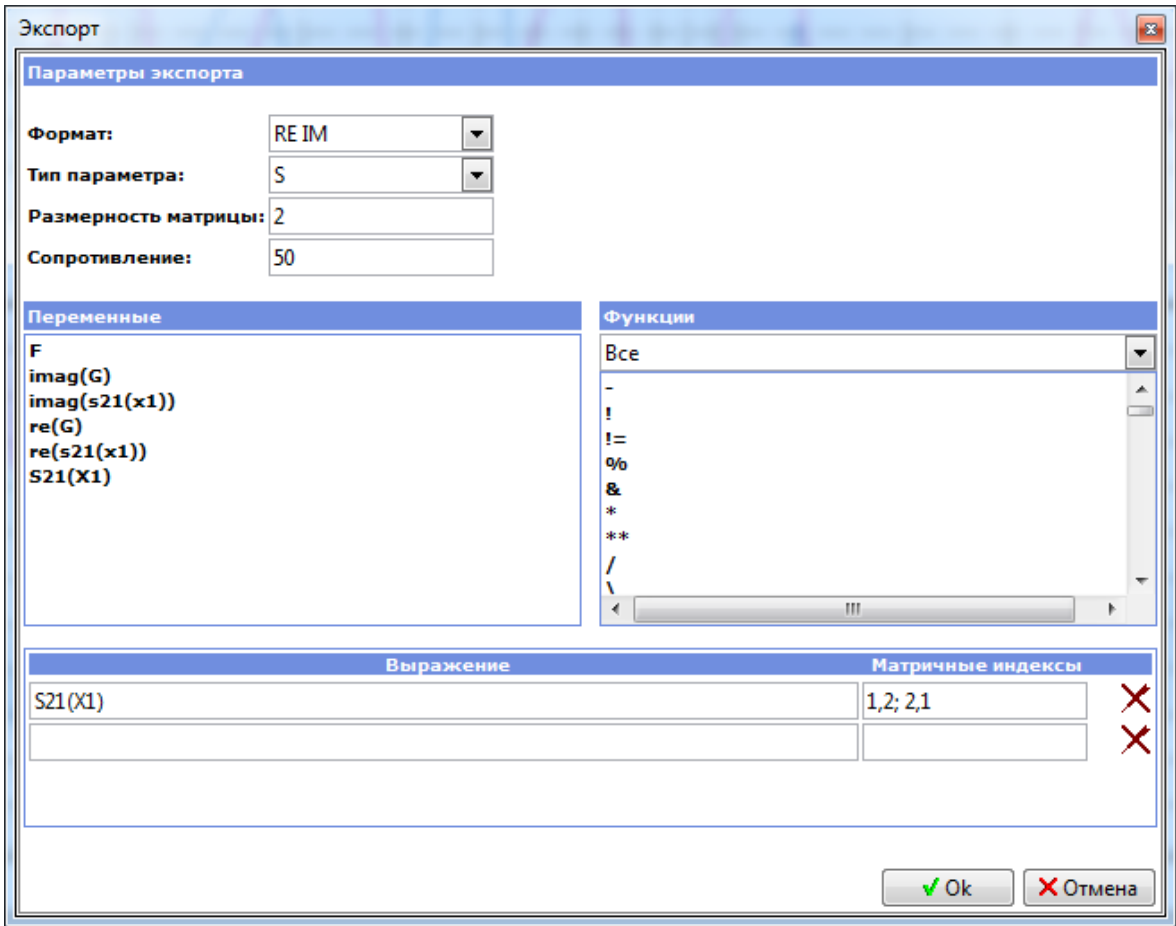 Экспорт
Параметры экспорта
Формат: RE IM
Тип параметра: S
Размерность матрицы: 2
Сопротивление: 50
Переменные
F
imag(G)
imag(s21(x1))
re(G)
re(s21(x1))
S21(X1)
Функции
Все
-
!
!=
%
&
*
**
/
\
Выражение Матричные индексы
S21(X1) 1,2; 2,1
Ok Отмена